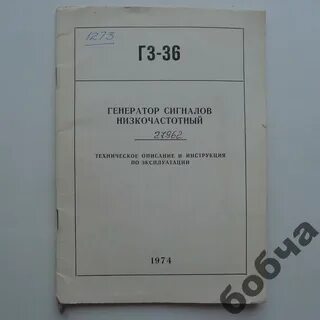 1273
Г3-36
ГЕНЕРАТОР СИГНАЛОВ
НИЗКОЧАСТОТНЫЙ
27962
ТЕХНИЧЕСКОЕ ОПИСАНИЕ И ИНСТРУКЦИЯ
ПО ЭКСПЛУАТАЦИИ
1974
бобча